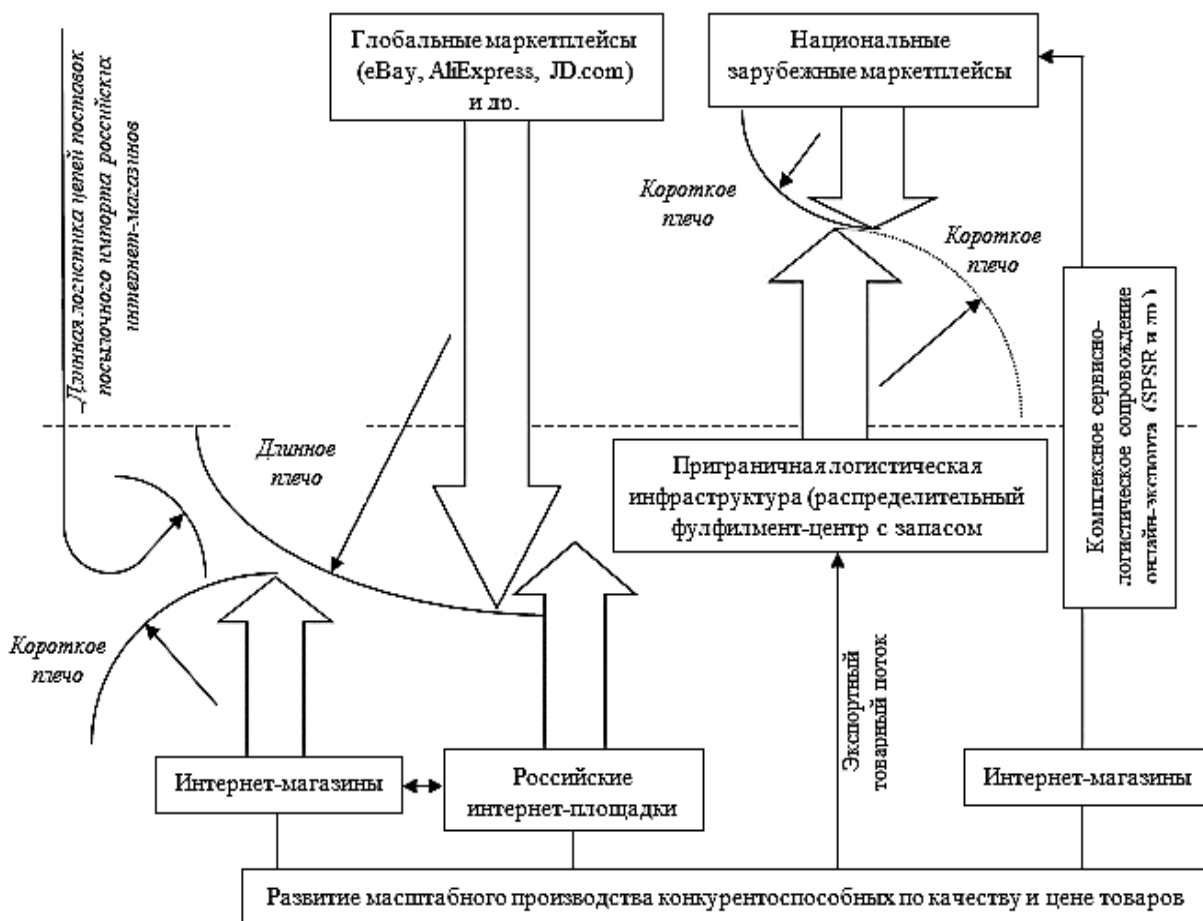 Длинная логистика цепей поставок
посылочного импорта российских
интернет-магазинов
Глобальные маркетплейсы
(eBay, AliExpress, JD.com)
и др.
Национальные
зарубежные маркетплейсы
Короткое
плечо
Короткое
плечо
Комплексное сервисно-
логистическое сопровождение
онлайн-экспорта (SPSR и др.)
Длинное
плечо
Приграничная логистическая
инфраструктура (распределительный
фулфилмент-центр с запасом
Короткое
плечо
Экспортный
товарный поток
Интернет-магазины
Российские
интернет-площадки
Интернет-магазины
Развитие масштабного производства конкурентоспособных по качеству и цене товаров